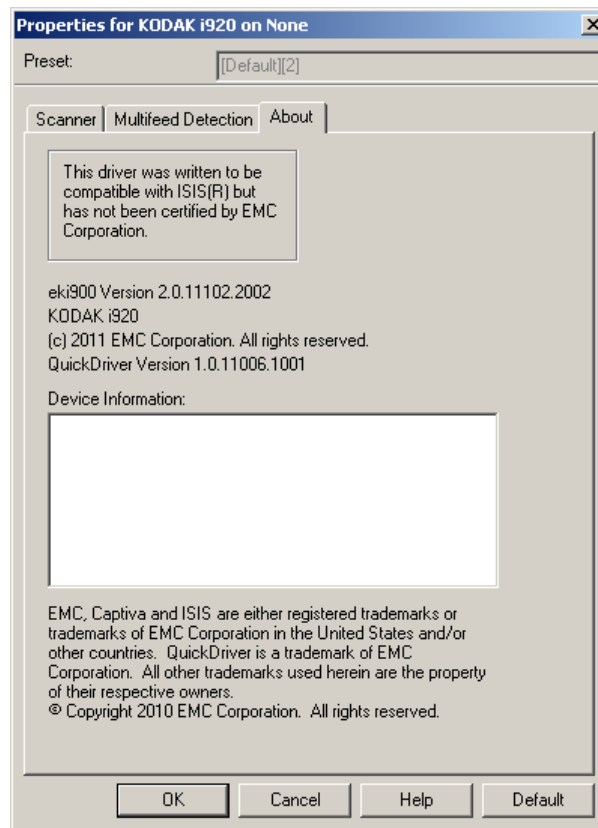 Properties for KODAK i920 on None
Preset:
[Default][2]
Scanner
Multifeed Detection
About
This driver was written to be
compatible with ISIS(R) but
has not been certified by EMC
Corporation.
eki900 Version 2.0.11102.2002
KODAK i920
(c) 2011 EMC Corporation. All rights reserved.
QuickDriver Version 1.0.11006.1001
Device Information:
EMC, Captiva and ISIS are either registered trademarks or
trademarks of EMC Corporation in the United States and/or
other countries.  QuickDriver is a trademark of EMC
Corporation.  All other trademarks used herein are the property
of their respective owners.
© Copyright 2010 EMC Corporation.  All rights reserved.
OK
Cancel
Help
Default